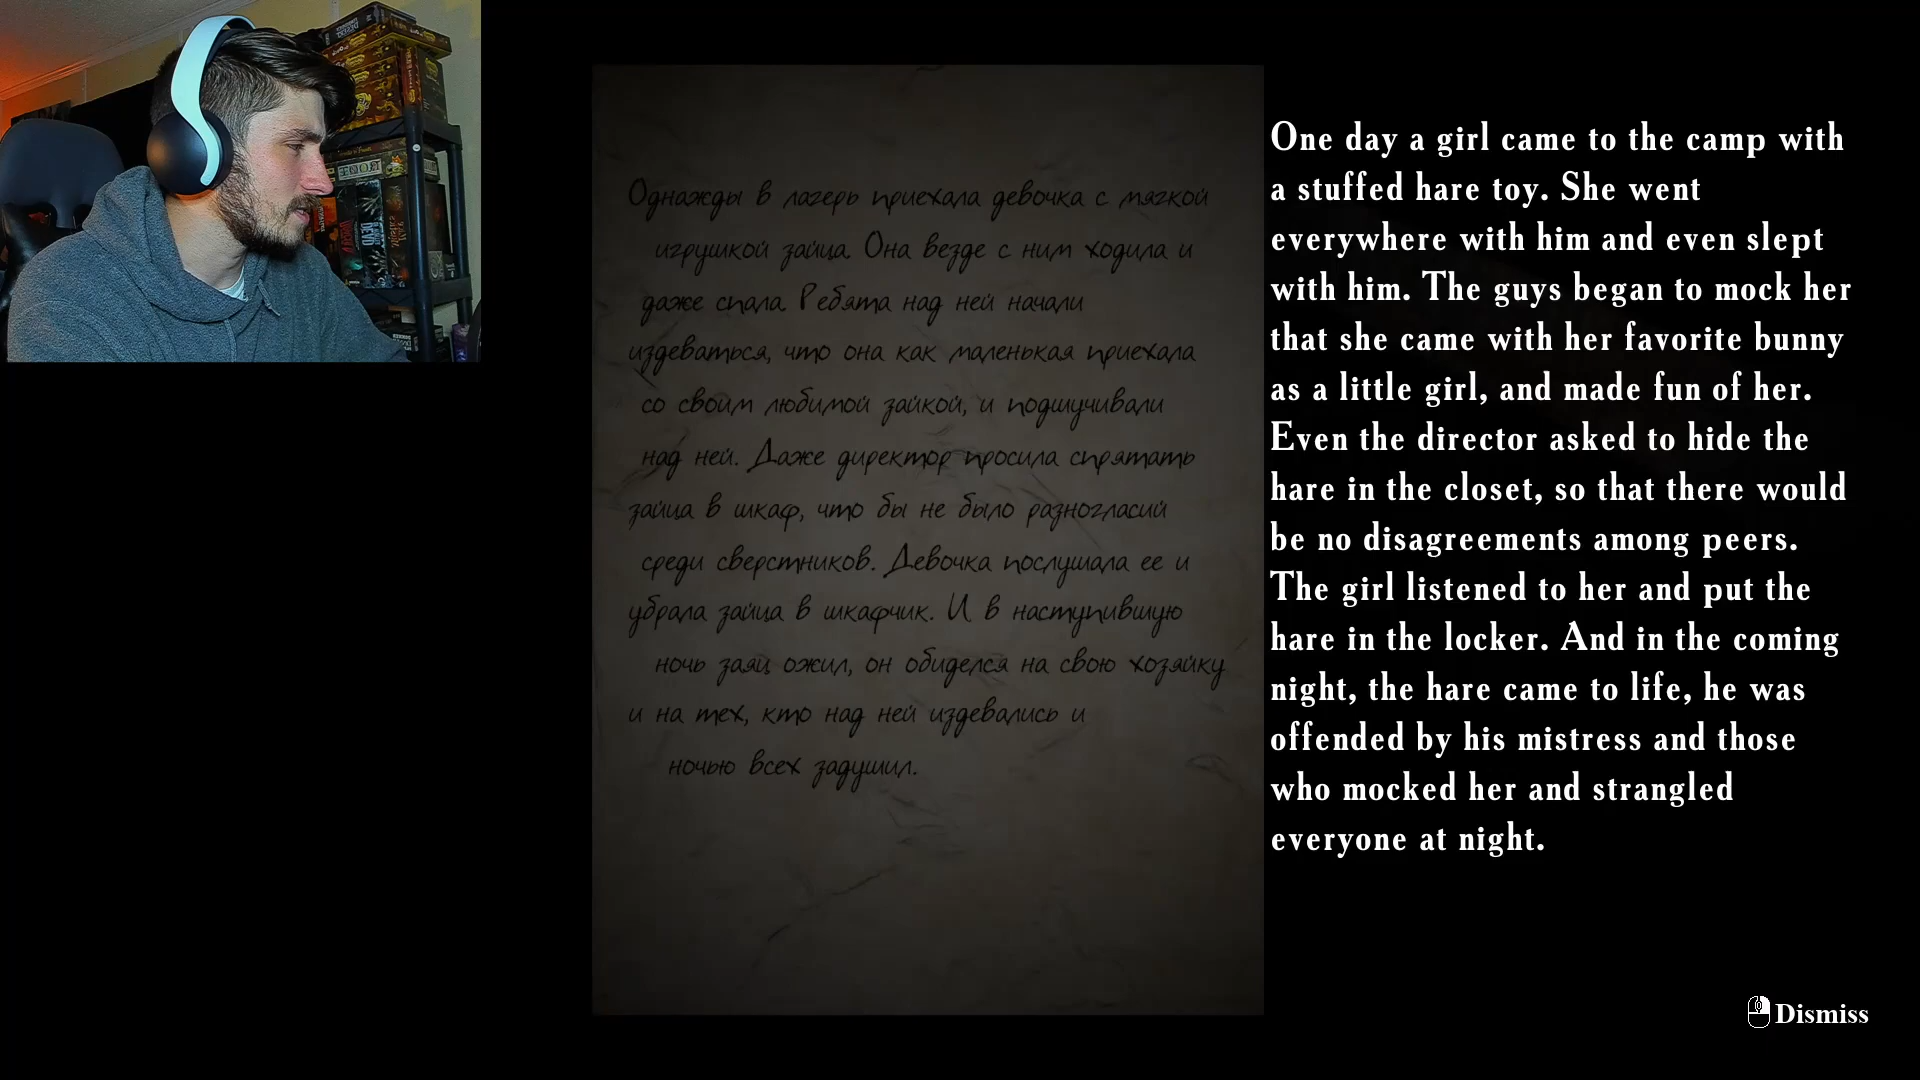 Однажды в лагерь приехала девочка с мягкой
игрушкой зайца. Она везде с ним ходила и
даже спала. Ребята над ней начали
издеваться, что она как маленькая приехала
со своим любимой зайкой, и подшучивали
над ней. Даже директор просила спрятать
зайца в шкаф, что бы не было разногласий
среди сверстников. Девочка послушала ее и
убрала зайца в шкафчик. И в наступившую
ночь заяц ожил, он обиделся на свою хозяйку
и на тех, кто над ней издевались и
ночью всех задушил.
One day a girl came to the camp with
a stuffed hare toy. She went
everywhere with him and even slept
with him. The guys began to mock her
that she came with her favorite bunny
as a little girl, and made fun of her.
Even the director asked to hide the
hare in the closet, so that there would
be no disagreements among peers.
The girl listened to her and put the
hare in the locker. And in the coming
night, the hare came to life, he was
offended by his mistress and those
who mocked her and strangled
everyone at night.
Dismiss